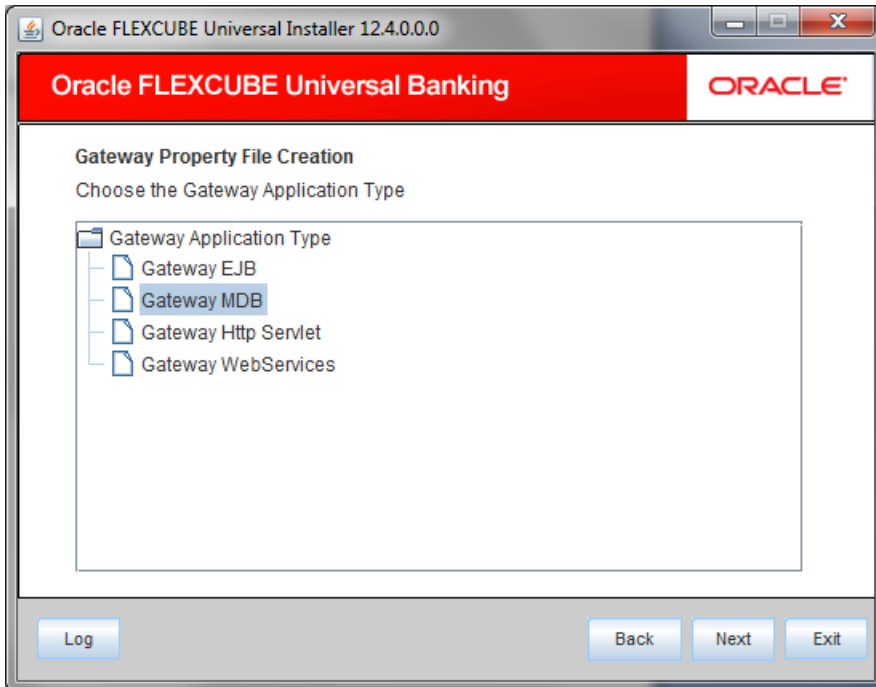 Oracle FLEXCUBE Universal Installer 12.4.0.0.0
Oracle FLEXCUBE Universal Banking
ORACLE®
Gateway Property File Creation
Choose the Gateway Application Type
Gateway Application Type
Gateway EJB
Gateway MDB
Gateway Http Servlet
Gateway WebServices
Log Back Next Exit